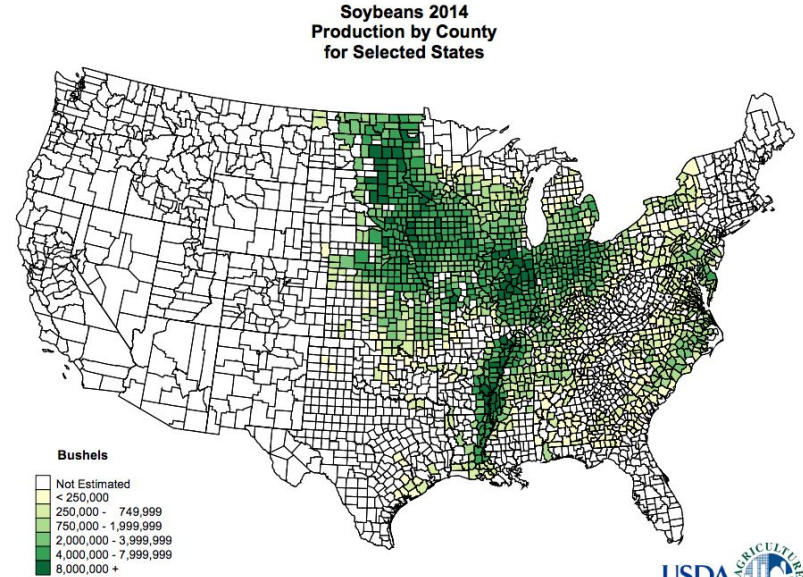 Soybeans 2014
Production by County
for Selected States
Bushels
Not Estimated
< 250,000
250,000 - 749,999
750,000 - 1,999,999
2,000,000 - 3,999,999
4,000,000 - 7,999,999
8,000,000 +
USDA
AGRICULTU